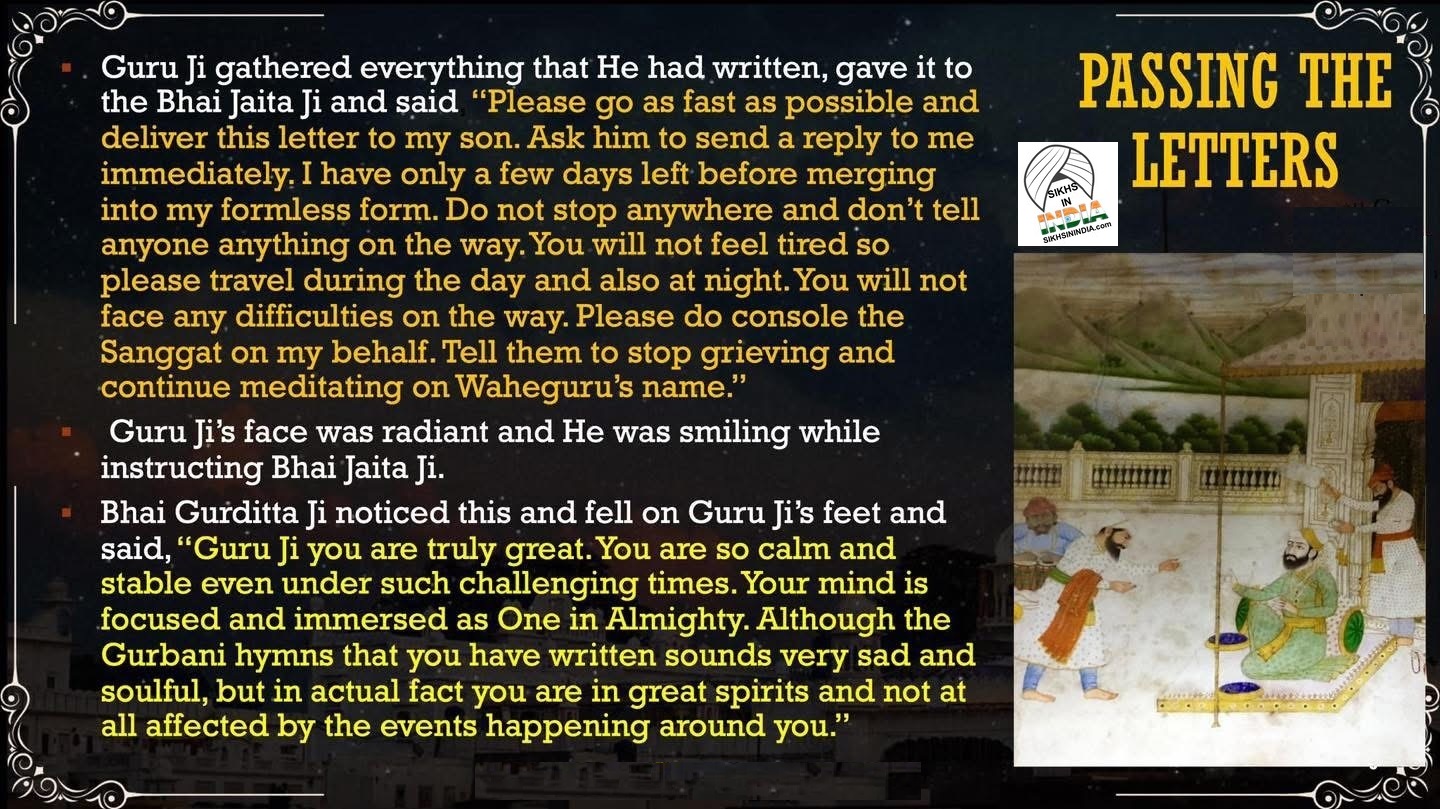 PASSING THE
LETTERS
▪ Guru Ji gathered everything that He had written, gave it to
the Bhai Jaita Ji and said “Please go as fast as possible and
deliver this letter to my son. Ask him to send a reply to me
immediately. I have only a few days left before merging
into my formless form. Do not stop anywhere and don’t tell
anyone anything on the way. You will not feel tired so
please travel during the day and also at night. You will not
face any difficulties on the way. Please do console the
Sanggat on my behalf. Tell them to stop grieving and
continue meditating on Waheguru’s name.”
▪ Guru Ji’s face was radiant and He was smiling while
instructing Bhai Jaita Ji.
▪ Bhai Gurditta Ji noticed this and fell on Guru Ji’s feet and
said, “Guru Ji you are truly great. You are so calm and
stable even under such challenging times. Your mind is
focused and immersed as One in Almighty. Although the
Gurbani hymns that you have written sounds very sad and
soulful, but in actual fact you are in great spirits and not at
all affected by the events happening around you.”
SIKHS
IN
INDIA
SIKHSININDIA.com